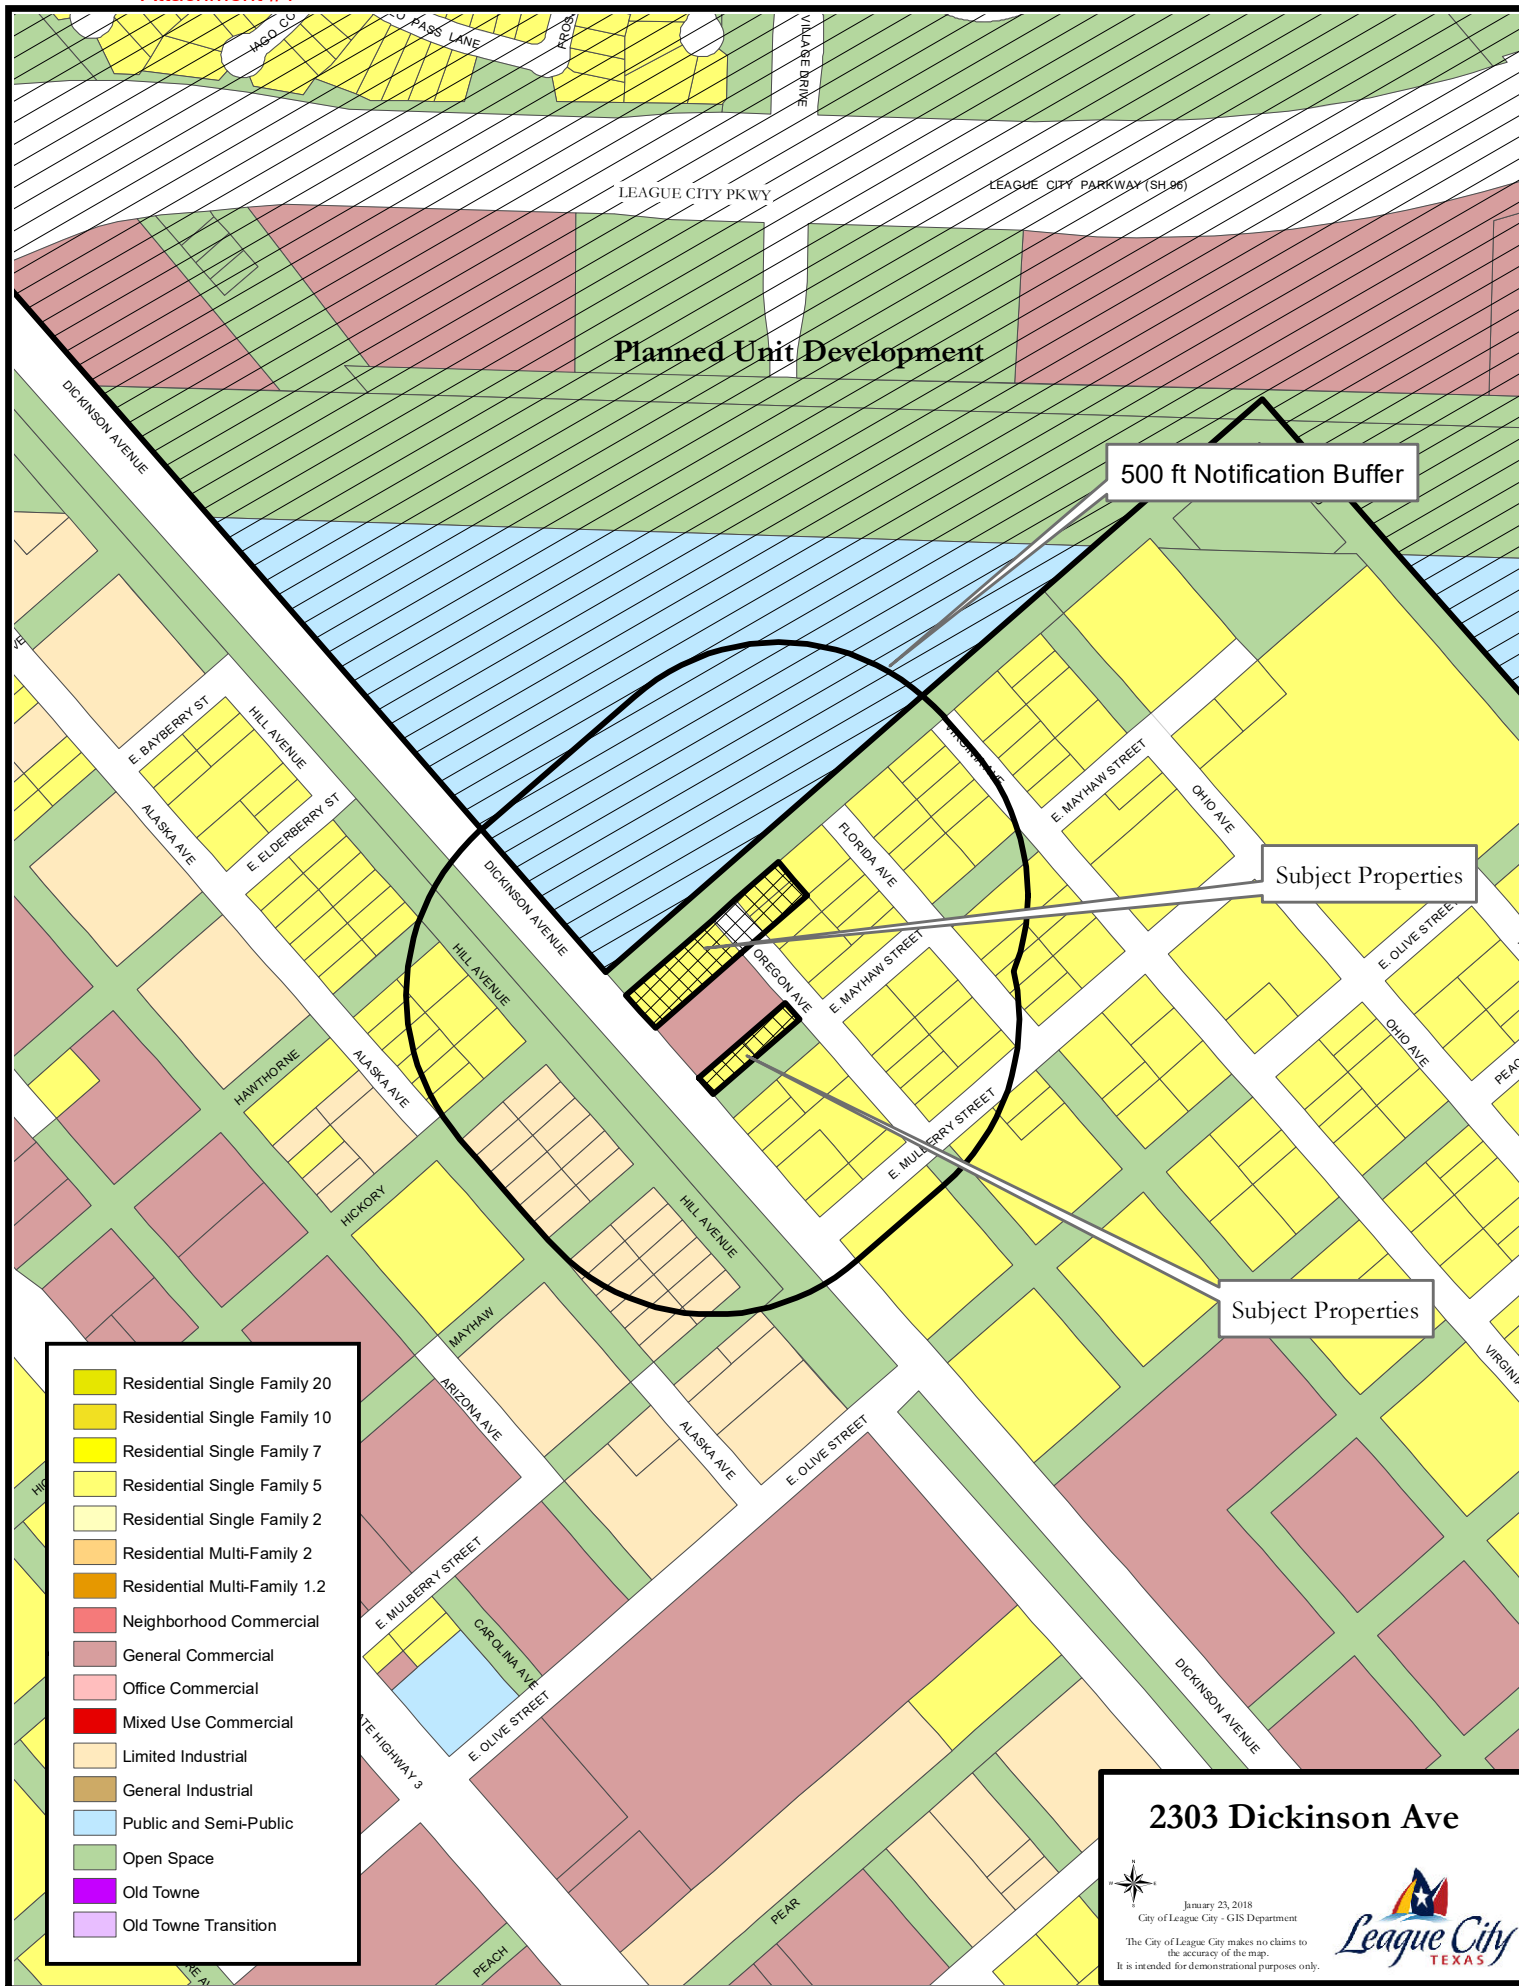 PASS LANE
VILLAGE DRIVE
LEAGUE CITY PKWY
LEAGUE CITY PARKWAY (SH 96)
Planned Unit Development
DICKINSON AVENUE
500 ft Notification Buffer
E. BAYBERRY ST
HILL AVENUE
VIRGINIA AVE
E. MAYHAW STREET
OHIO AVE
ALASKA AVE
E. ELDERBERRY ST
FLORIDA AVE
DICKINSON AVENUE
Subject Properties
HILL AVENUE
OREGON AVE
E. MAYHAW STREET
E. OLIVE STREET
OHIO AVE
HAWTHORNE
ALASKA AVE
E. MULBERRY STREET
HICKORY
HILL AVENUE
Subject Properties
MAYHAW
ARIZONA AVE
ALASKA AVE
E. OLIVE STREET
Residential Single Family 20
Residential Single Family 10
Residential Single Family 7
Residential Single Family 5
Residential Single Family 2
Residential Multi-Family 2
Residential Multi-Family 1.2
Neighborhood Commercial
General Commercial
Office Commercial
Mixed Use Commercial
Limited Industrial
General Industrial
Public and Semi-Public
Open Space
Old Towne
Old Towne Transition
E. MULBERRY STREET
CAROLINA AVE
E. OLIVE STREET
ATE HIGHWAY 3
DICKINSON AVENUE
PEAR
PEACH
2303 Dickinson Ave
January 23, 2018
City of League City - GIS Department
The City of League City makes no claims to
the accuracy of the map.
It is intended for demonstrational purposes only.
League City
TEXAS